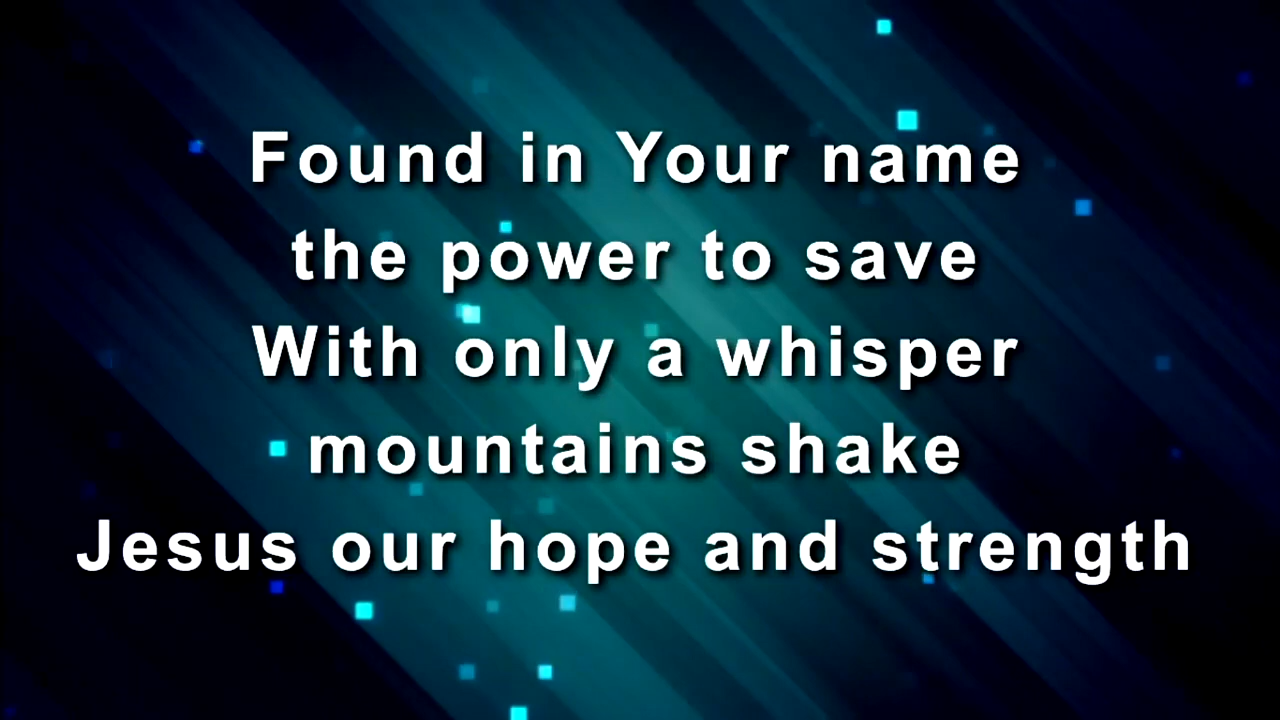 Found in Your name
the power to save
With only a whisper
mountains shake
Jesus our hope and strength